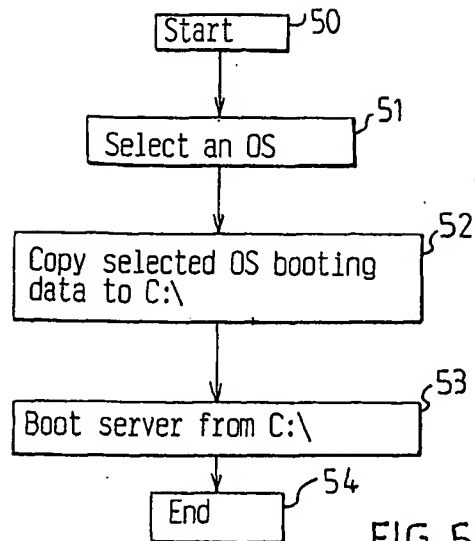 Start
50
Select an OS
51
Copy selected OS booting
data to C:\
52
Boot server from C:\
53
End
54
FIG 5